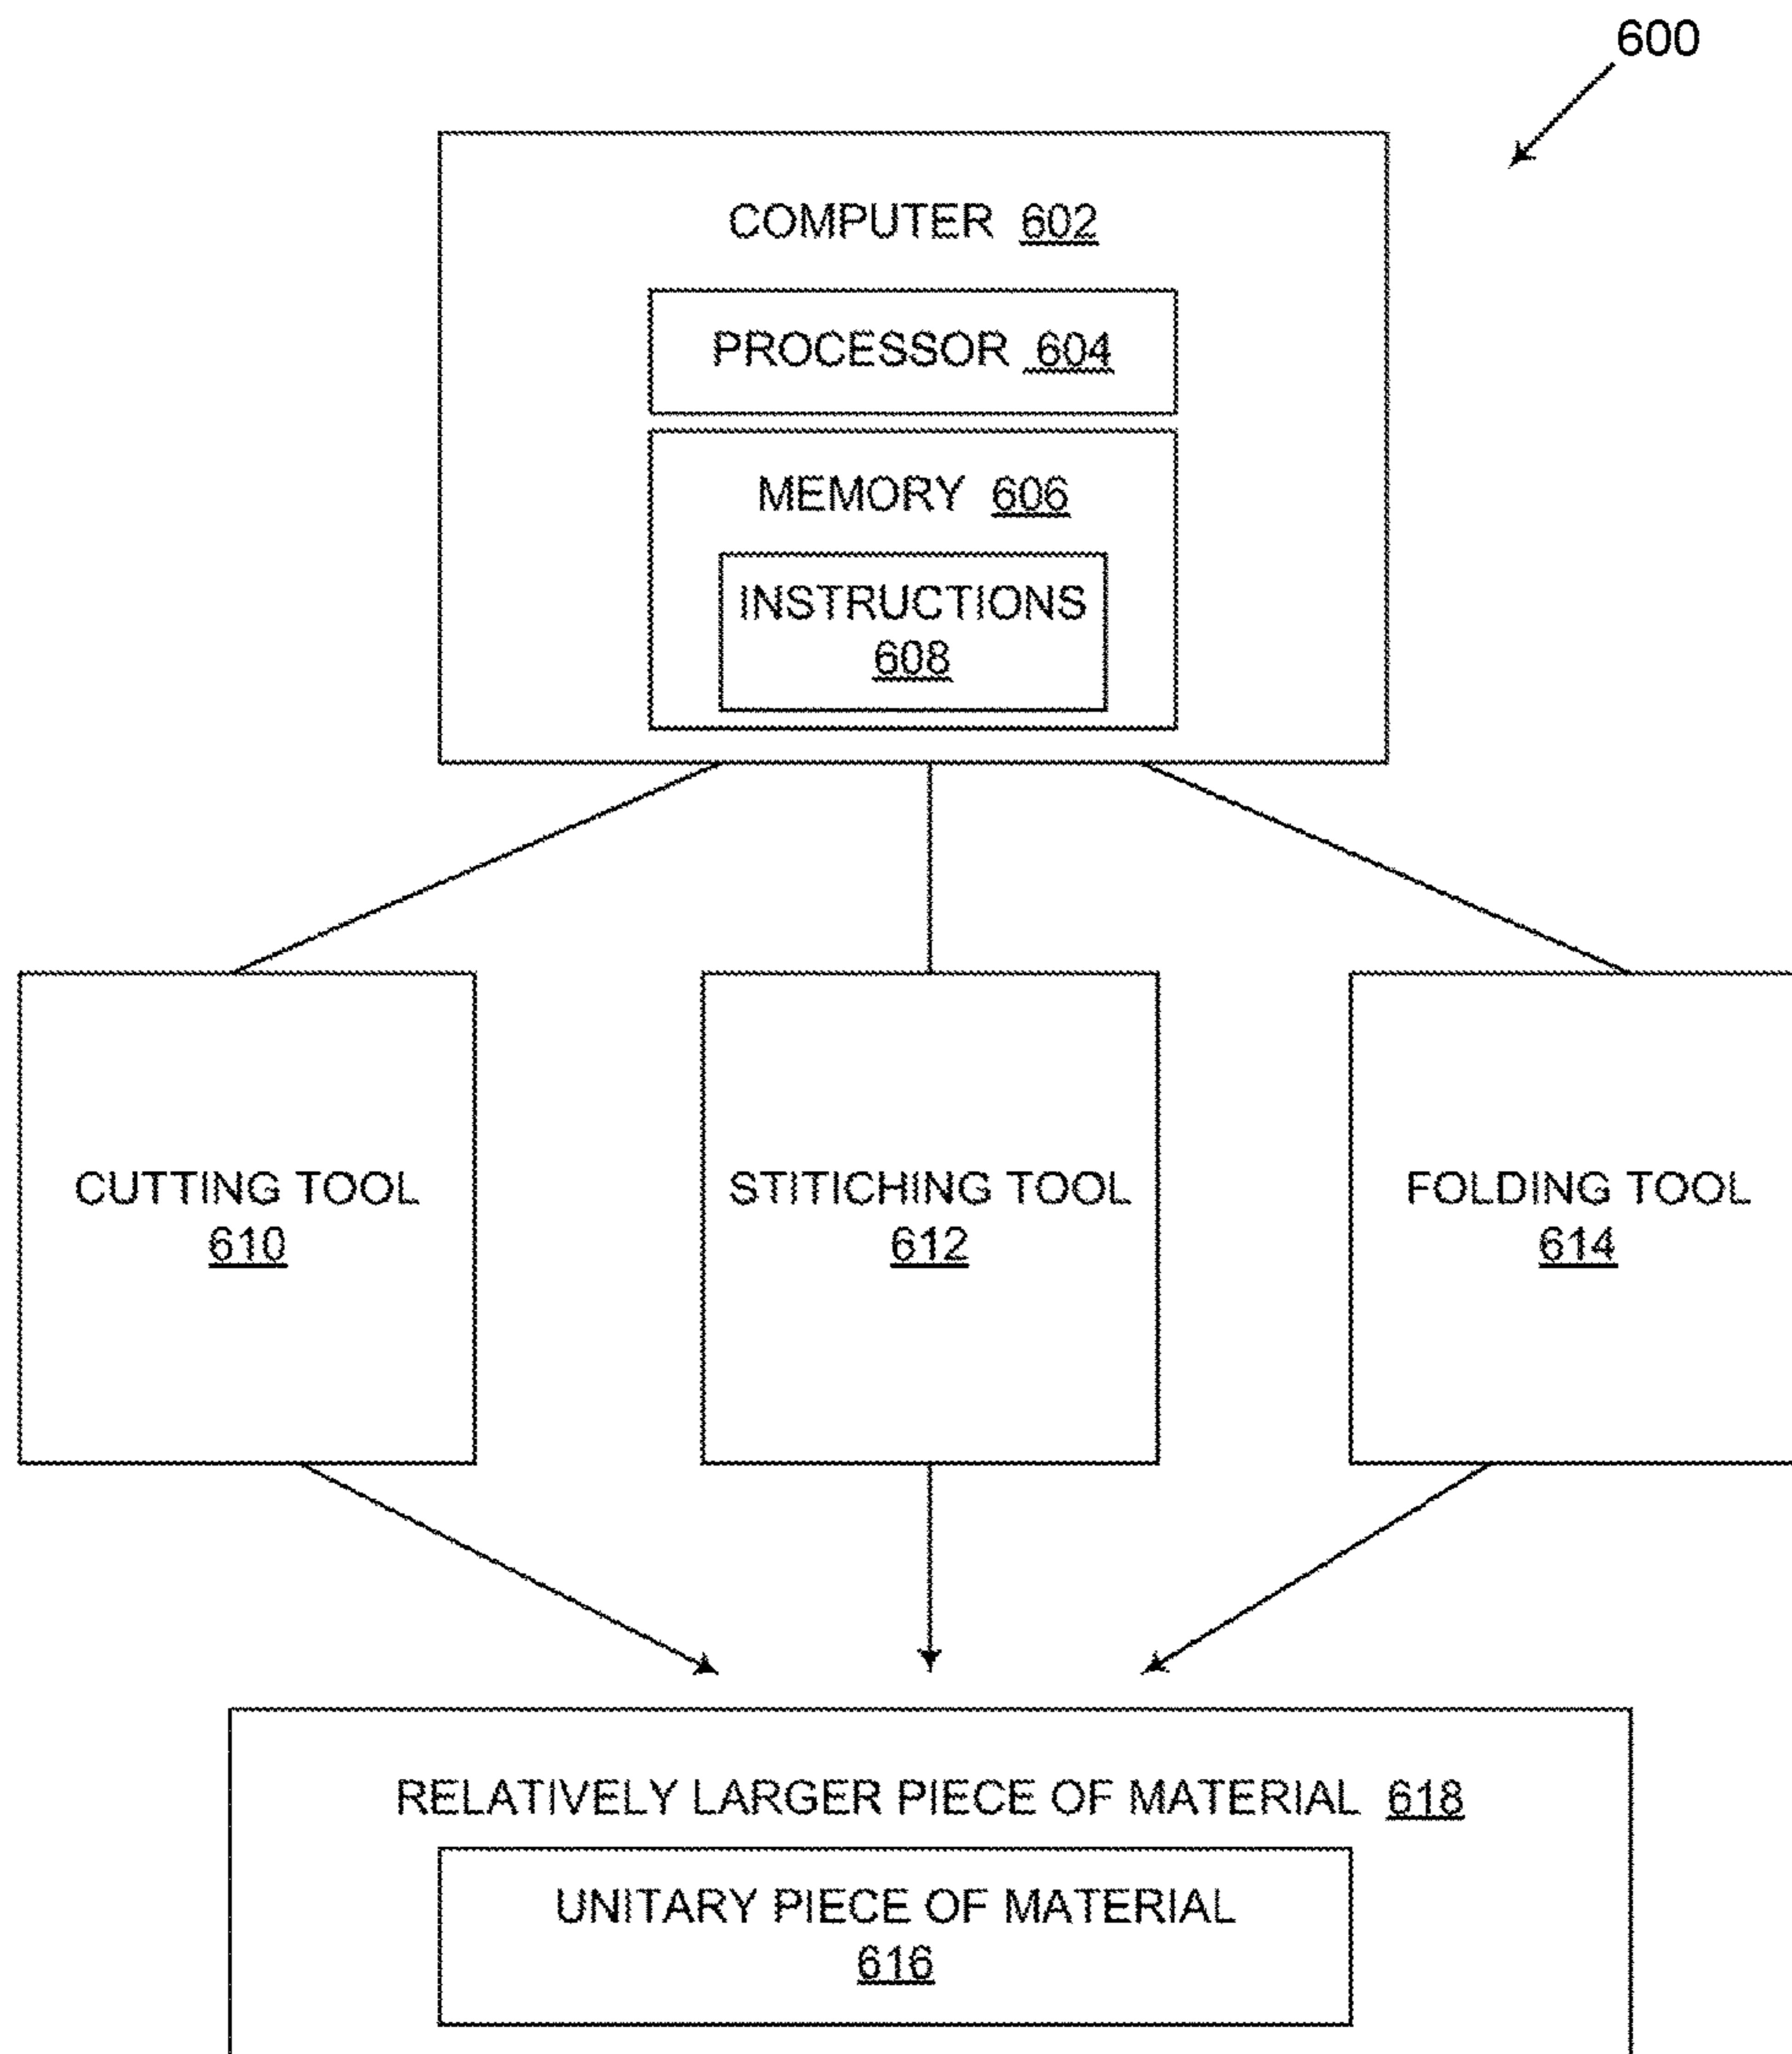 600
COMPUTER 602
PROCESSOR 604
MEMORY 606
INSTRUCTIONS
608
CUTTING TOOL
610
STITICHING TOOL
612
FOLDING TOOL
614
RELATIVELY LARGER PIECE OF MATERIAL 618
UNITARY PIECE OF MATERIAL
616